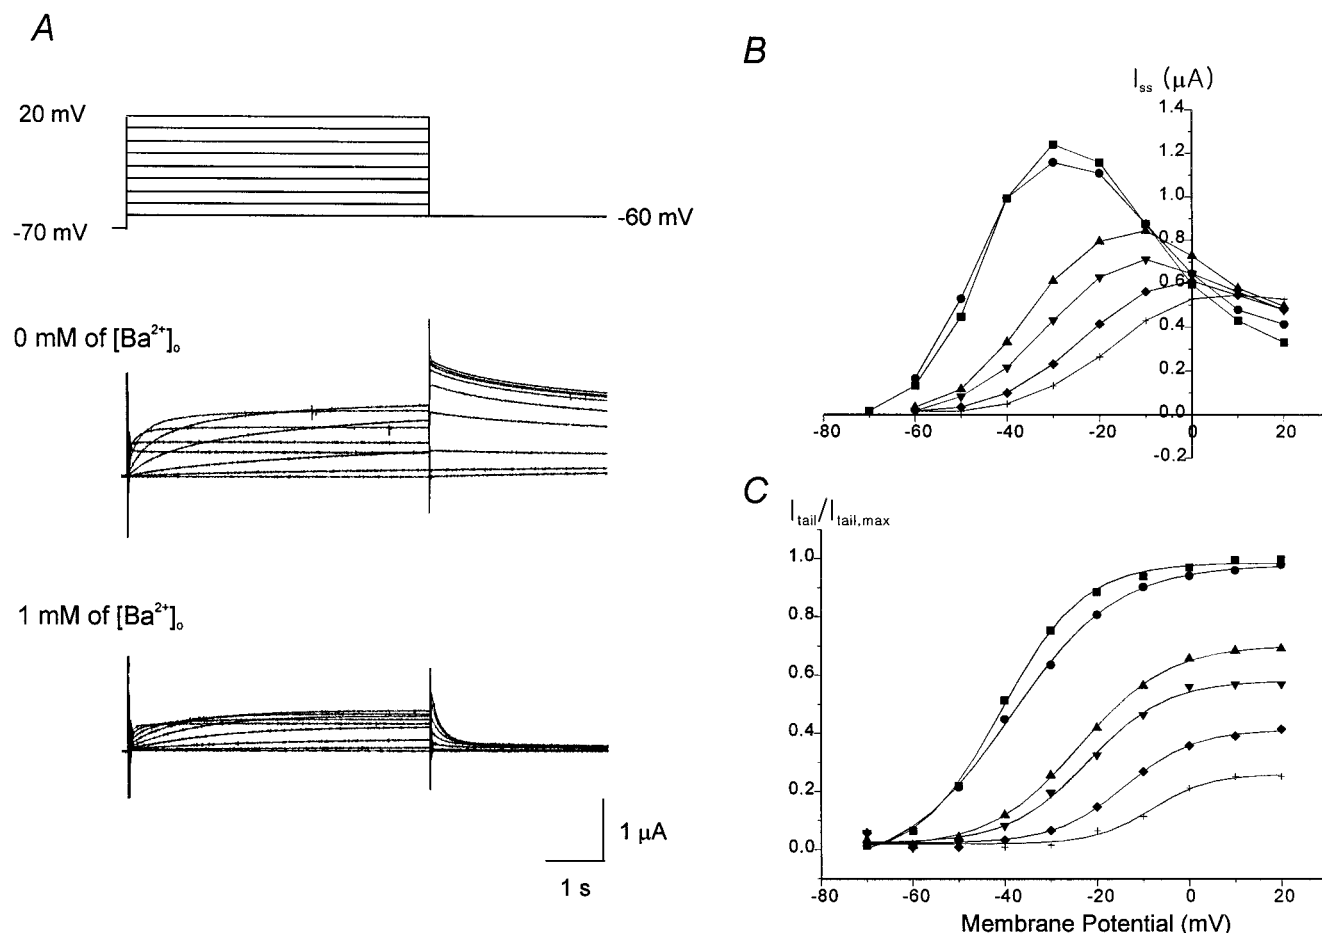 A
20 mV
-70 mV
-60 mV
0 mM of [Ba²⁺]ₒ
1 mM of [Ba²⁺]ₒ
1 μA
1 s
B
I ss (μA)
1.4
1.2
1.0
0.8
0.6
0.4
0.2
0.0
-0.2
-80 -60 -40 -20 0 20
C
I tail/I tail,max
1.0
0.8
0.6
0.4
0.2
0.0
-80 -60 -40 -20 0 20
Membrane Potential (mV)